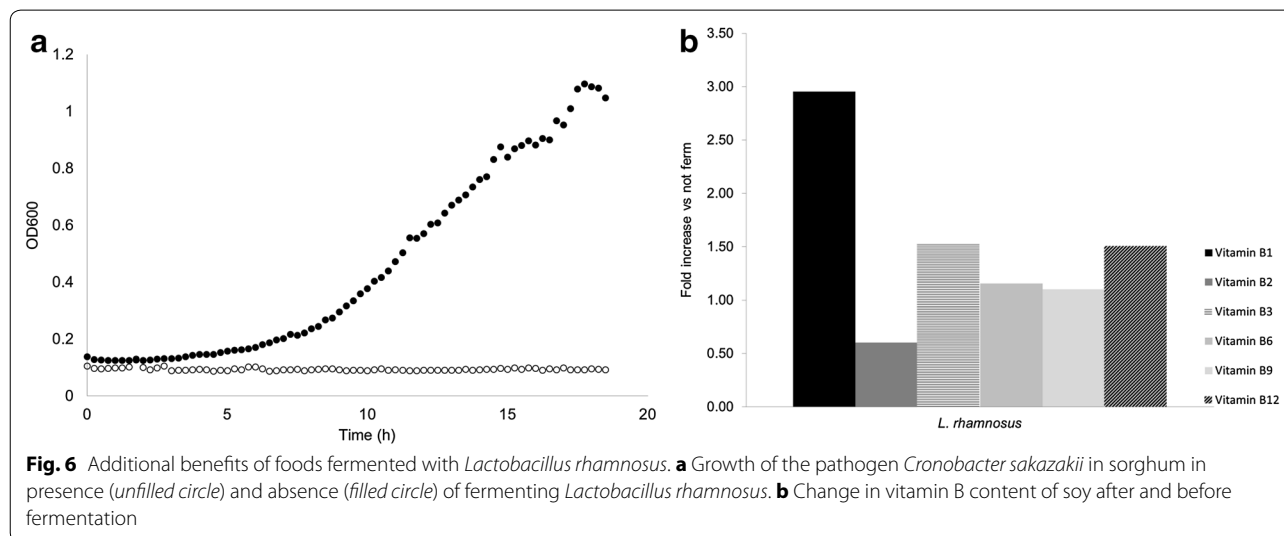 a
1.2
1
0.8
0.6
0.4
0.2
0
OD600
0 5 10 15 20
Time (h)
b
3.50
3.00
2.50
2.00
1.50
1.00
0.50
0.00
Fold increase vs not ferm
L. rhamnosus
Vitamin B1
Vitamin B2
Vitamin B3
Vitamin B6
Vitamin B9
Vitamin B12
Fig. 6 Additional benefits of foods fermented with Lactobacillus rhamnosus. a Growth of the pathogen Cronobacter sakazakii in sorghum in
presence (unfilled circle) and absence (filled circle) of fermenting Lactobacillus rhamnosus. b Change in vitamin B content of soy after and before
fermentation